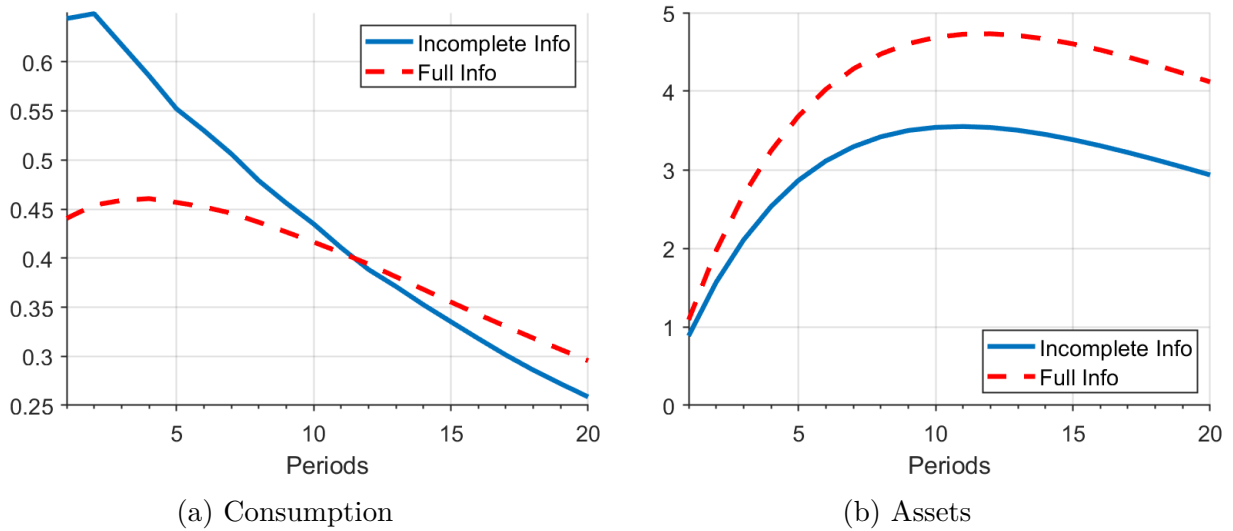 0.6
0.55
0.5
0.45
0.4
0.35
0.3
0.25
5 10 15 20
Periods
Incomplete Info
Full Info
(a) Consumption
5
4
3
2
1
0
5 10 15 20
Periods
Incomplete Info
Full Info
(b) Assets